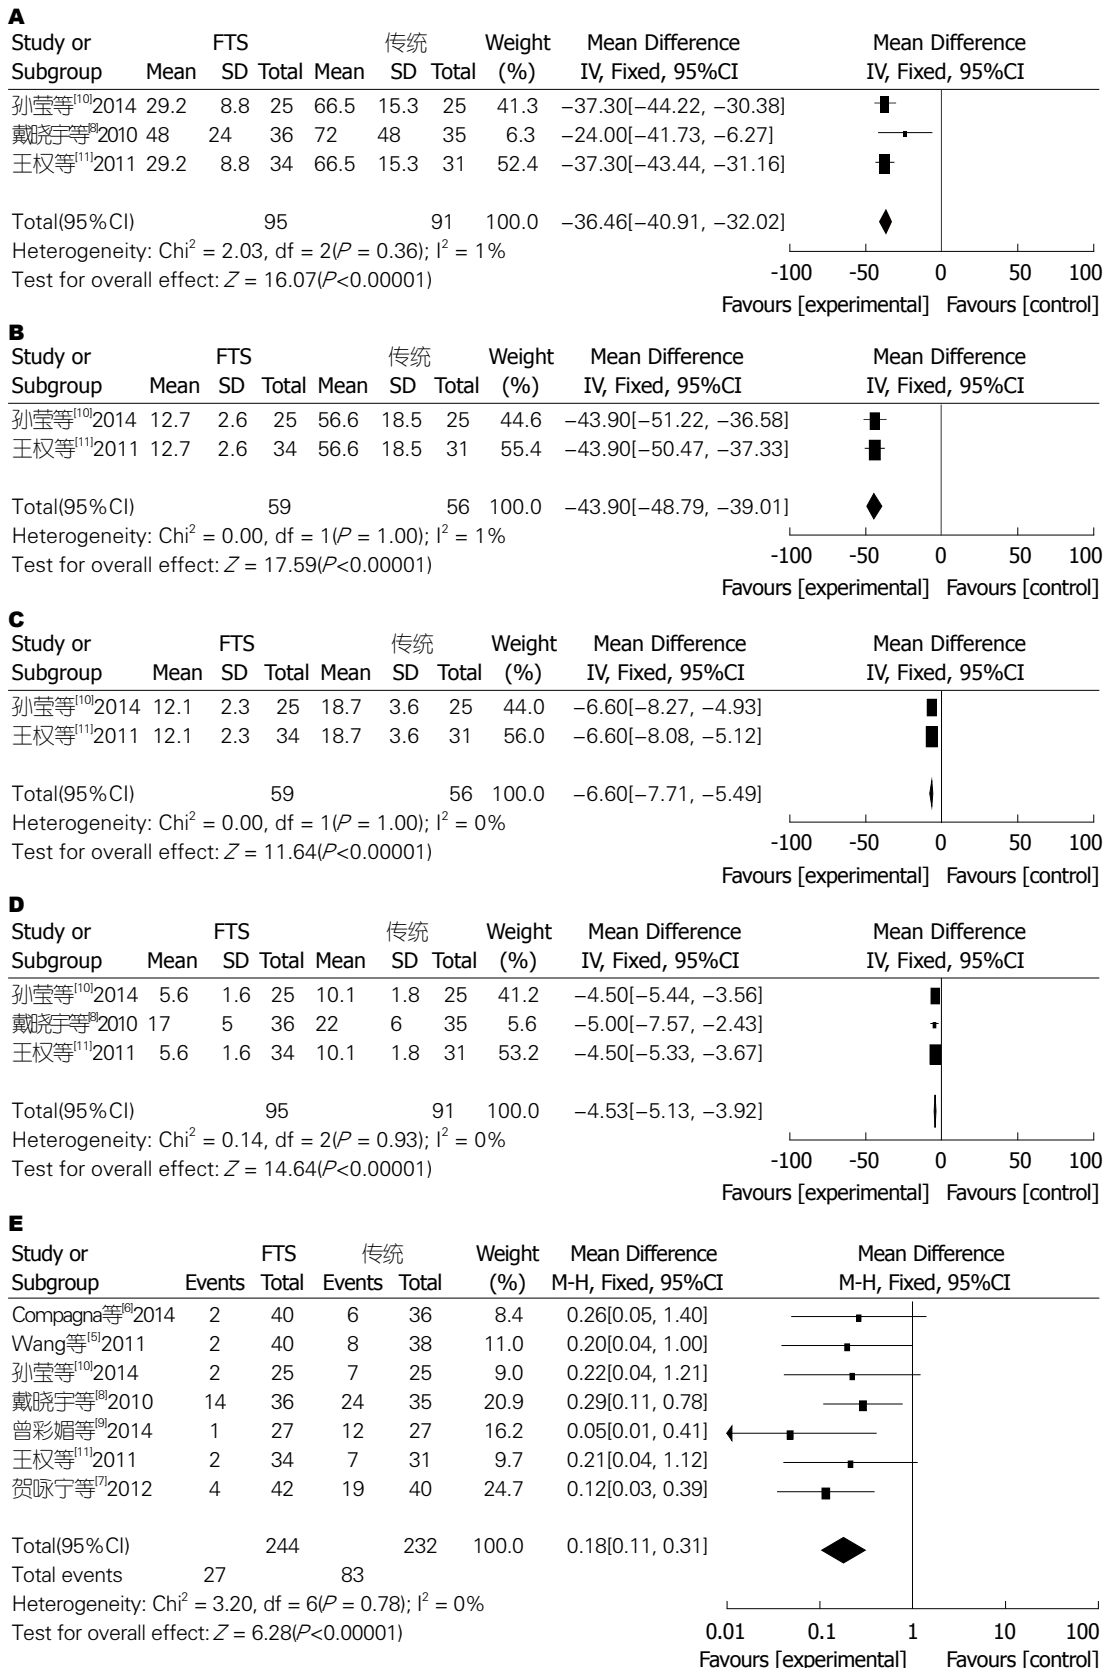 A
Study or FTS 传统 Weight Mean Difference Mean Difference
Subgroup Mean SD Total Mean SD Total (%) IV, Fixed, 95%CI IV, Fixed, 95%CI
孙莹等[10]2014 29.2 8.8 25 66.5 15.3 25 41.3 −37.30[−44.22, −30.38]
戴晓宇等[8]2010 48 24 36 72 48 35 6.3 −24.00[−41.73, −6.27]
王权等[11]2011 29.2 8.8 34 66.5 15.3 31 52.4 −37.30[−43.44, −31.16]
Total(95%CI) 95 91 100.0 −36.46[−40.91, −32.02]
Heterogeneity: Chi² = 2.03, df = 2(P = 0.36); I² = 1%
Test for overall effect: Z = 16.07(P<0.00001)
-100 -50 0 50 100
Favours [experimental] Favours [control]
B
Study or FTS 传统 Weight Mean Difference Mean Difference
Subgroup Mean SD Total Mean SD Total (%) IV, Fixed, 95%CI IV, Fixed, 95%CI
孙莹等[10]2014 12.7 2.6 25 56.6 18.5 25 44.6 −43.90[−51.22, −36.58]
王权等[11]2011 12.7 2.6 34 56.6 18.5 31 55.4 −43.90[−50.47, −37.33]
Total(95%CI) 59 56 100.0 −43.90[−48.79, −39.01]
Heterogeneity: Chi² = 0.00, df = 1(P = 1.00); I² = 1%
Test for overall effect: Z = 17.59(P<0.00001)
-100 -50 0 50 100
Favours [experimental] Favours [control]
C
Study or FTS 传统 Weight Mean Difference Mean Difference
Subgroup Mean SD Total Mean SD Total (%) IV, Fixed, 95%CI IV, Fixed, 95%CI
孙莹等[10]2014 12.1 2.3 25 18.7 3.6 25 44.0 −6.60[−8.27, −4.93]
王权等[11]2011 12.1 2.3 34 18.7 3.6 31 56.0 −6.60[−8.08, −5.12]
Total(95%CI) 59 56 100.0 −6.60[−7.71, −5.49]
Heterogeneity: Chi² = 0.00, df = 1(P = 1.00); I² = 0%
Test for overall effect: Z = 11.64(P<0.00001)
-100 -50 0 50 100
Favours [experimental] Favours [control]
D
Study or FTS 传统 Weight Mean Difference Mean Difference
Subgroup Mean SD Total Mean SD Total (%) IV, Fixed, 95%CI IV, Fixed, 95%CI
孙莹等[10]2014 5.6 1.6 25 10.1 1.8 25 41.2 −4.50[−5.44, −3.56]
戴晓宇等[8]2010 17 5 36 22 6 35 5.6 −5.00[−7.57, −2.43]
王权等[11]2011 5.6 1.6 34 10.1 1.8 31 53.2 −4.50[−5.33, −3.67]
Total(95%CI) 95 91 100.0 −4.53[−5.13, −3.92]
Heterogeneity: Chi² = 0.14, df = 2(P = 0.93); I² = 0%
Test for overall effect: Z = 14.64(P<0.00001)
-100 -50 0 50 100
Favours [experimental] Favours [control]
E
Study or FTS 传统 Weight Mean Difference Mean Difference
Subgroup Events Total Events Total (%) M-H, Fixed, 95%CI M-H, Fixed, 95%CI
Compagna等[6]2014 2 40 6 36 8.4 0.26[0.05, 1.40]
Wang等[5]2011 2 40 8 38 11.0 0.20[0.04, 1.00]
孙莹等[10]2014 2 25 7 25 9.0 0.22[0.04, 1.21]
戴晓宇等[8]2010 14 36 24 35 20.9 0.29[0.11, 0.78]
曾彩媚等[9]2014 1 27 12 27 16.2 0.05[0.01, 0.41]
王权等[11]2011 2 34 7 31 9.7 0.21[0.04, 1.12]
贺咏宁等[7]2012 4 42 19 40 24.7 0.12[0.03, 0.39]
Total(95%CI) 244 232 100.0 0.18[0.11, 0.31]
Total events 27 83
Heterogeneity: Chi² = 3.20, df = 6(P = 0.78); I² = 0%
Test for overall effect: Z = 6.28(P<0.00001)
0.01 0.1 1 10 100
Favours [experimental] Favours [control]